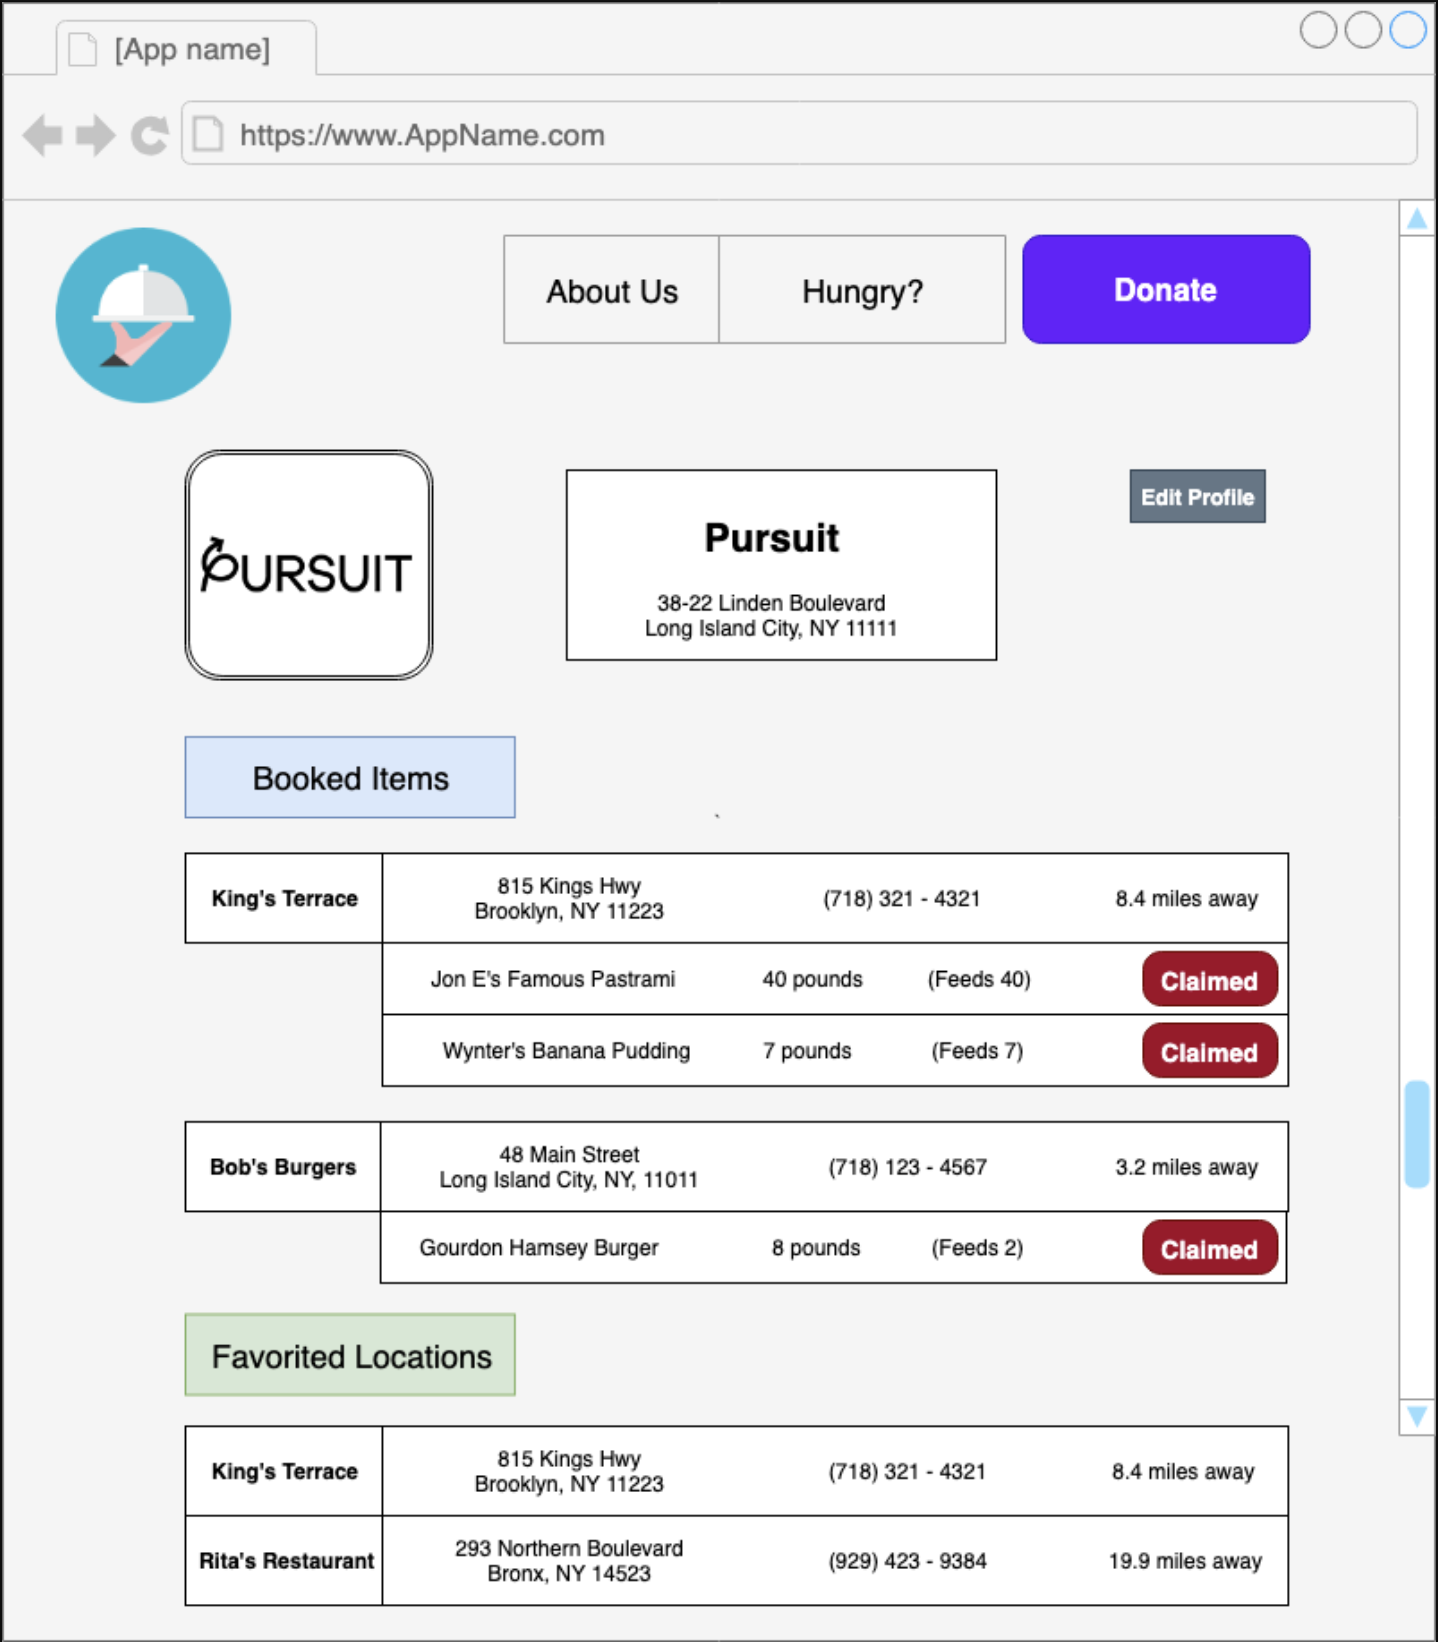 [App name]
https://www.AppName.com
About Us
Hungry?
Donate
PURSUIT
Pursuit
38-22 Linden Boulevard
Long Island City, NY 11111
Edit Profile
Booked Items
King's Terrace
815 Kings Hwy
Brooklyn, NY 11223
(718) 321 - 4321
8.4 miles away
Jon E's Famous Pastrami
40 pounds
(Feeds 40)
Claimed
Wynter's Banana Pudding
7 pounds
(Feeds 7)
Claimed
Bob's Burgers
48 Main Street
Long Island City, NY, 11011
(718) 123 - 4567
3.2 miles away
Gourdon Hamsey Burger
8 pounds
(Feeds 2)
Claimed
Favorited Locations
King's Terrace
815 Kings Hwy
Brooklyn, NY 11223
(718) 321 - 4321
8.4 miles away
Rita's Restaurant
293 Northern Boulevard
Bronx, NY 14523
(929) 423 - 9384
19.9 miles away